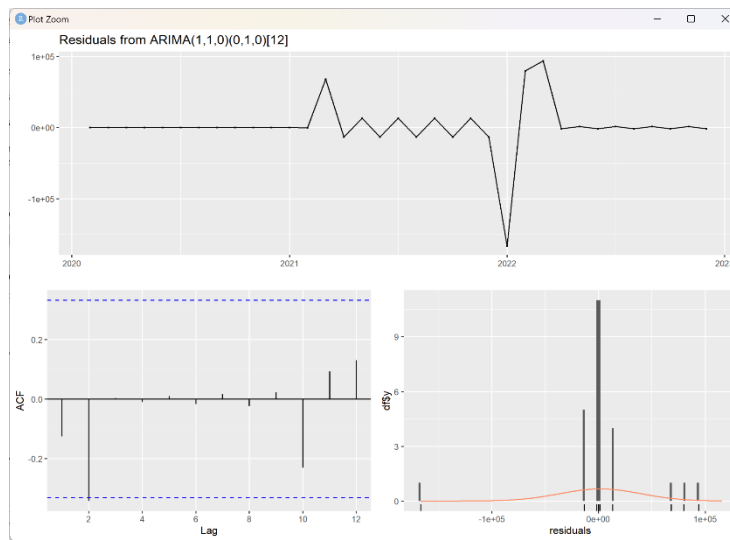 Plot Zoom
Residuals from ARIMA(1,1,0)(0,1,0)[12]
1e+05
0e+00
-1e+05
2020
2021
2022
202
ACF
0.2
0.0
-0.2
2
4
6
8
10
12
Lag
df$y
9
6
3
0
-1e+05
0e+00
1e+05
residuals